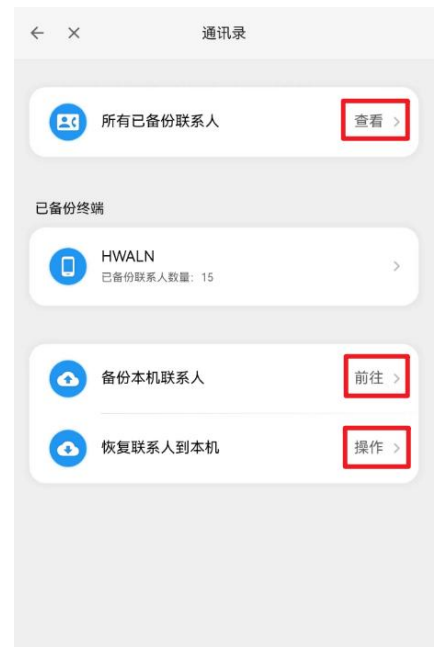 通讯录
所有已备份联系人 查看
已备份终端
HWALN
已备份联系人数量：15
备份本机联系人 前往
恢复联系人到本机 操作